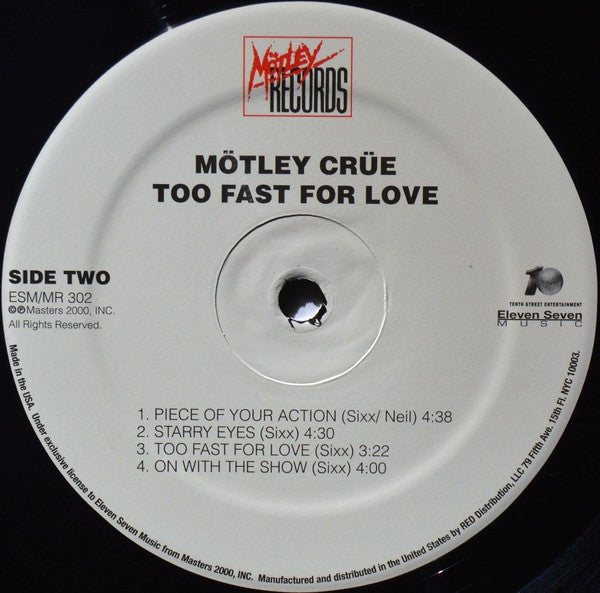 MÖTLEY
RECORDS
MÖTLEY CRÜE
TOO FAST FOR LOVE
SIDE TWO
ESM/MR 302
©℗Masters 2000, INC.
All Rights Reserved.
10
TENTH STREET ENTERTAINMENT
Eleven Seven
MUSIC
1. PIECE OF YOUR ACTION (Sixx/ Neil) 4:38
2. STARRY EYES (Sixx) 4:30
3. TOO FAST FOR LOVE (Sixx) 3:22
4. ON WITH THE SHOW (Sixx) 4:00
Made in the USA. Under exclusive license to Eleven Seven Music from Masters 2000, INC. Manufactured and distributed in the United States by RED Distribution, LLC 79 Fifth Ave. 15th Fl. NYC 10003.